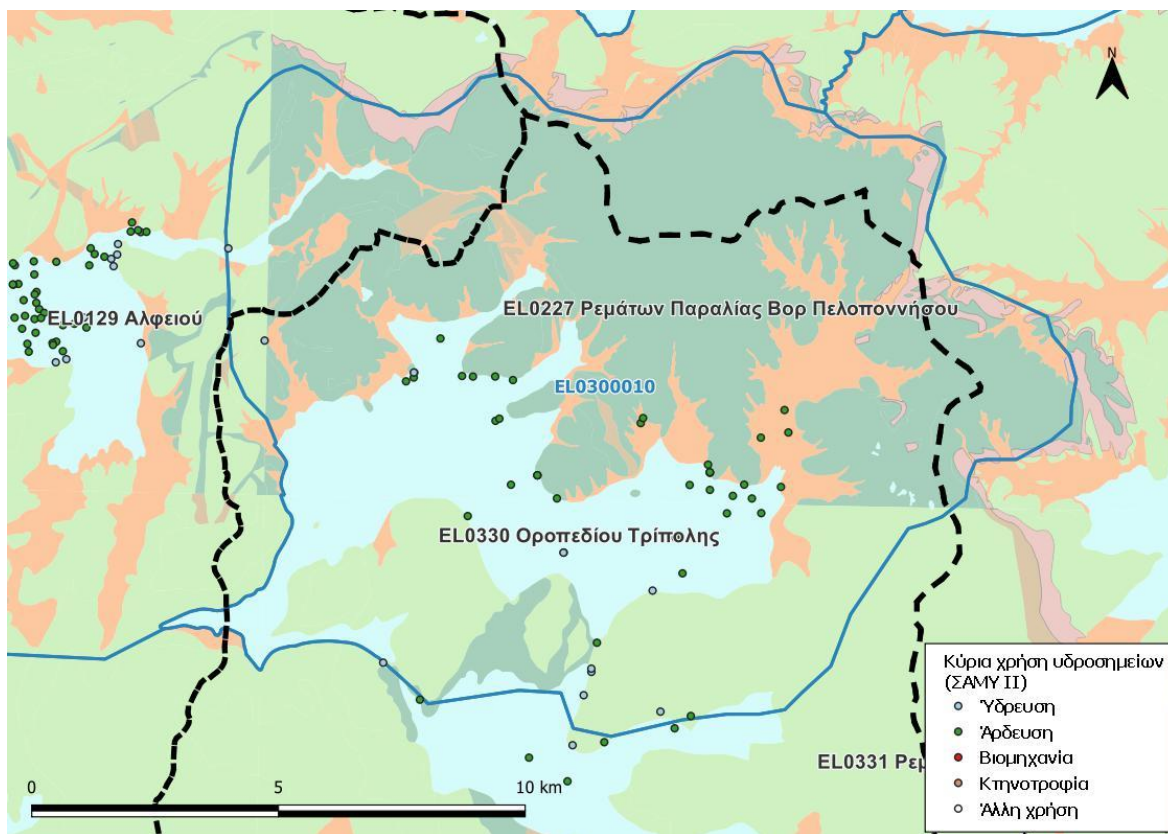 N
EL0129 Αλφειού
EL0227 Ρεμάτων Παραλίας Βορ Πελοποννήσου
EL0300010
EL0330 Οροπεδίου Τρίπολης
EL0331 Ρεμ
0 5 10 km
Κύρια χρήση υδροσημείων
(ΣΑΜΥ ΙΙ)
Ύδρευση
Άρδευση
Βιομηχανία
Κτηνοτροφία
Άλλη χρήση